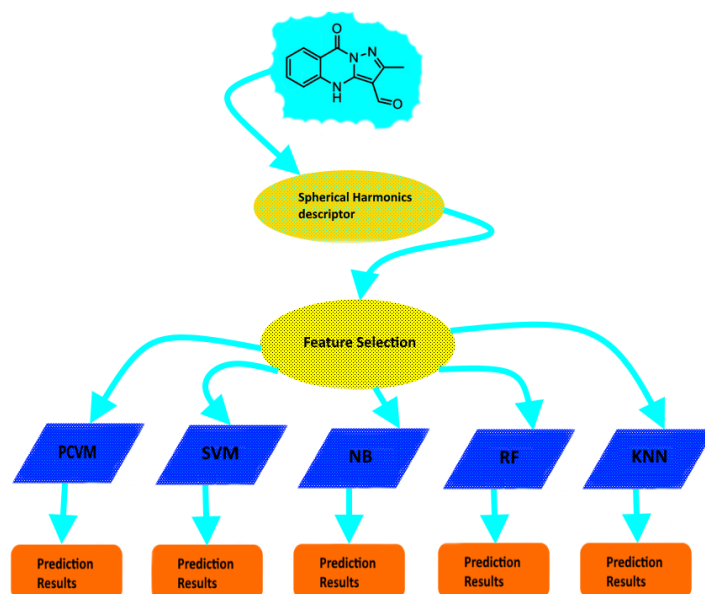 O
N
N
N
H
O
Spherical Harmonics
descriptor
Feature Selection
PCVM
SVM
NB
RF
KNN
Prediction
Results
Prediction
Results
Prediction
Results
Prediction
Results
Prediction
Results